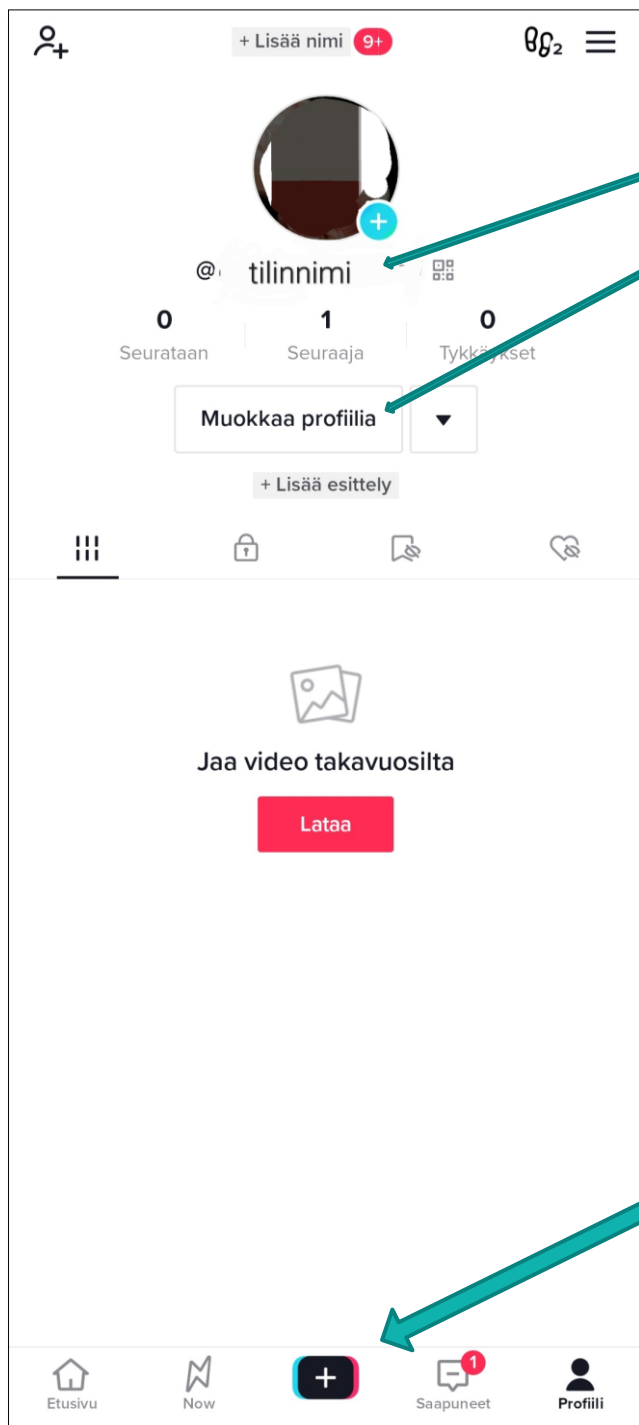 + Lisää nimi 9+
2
@ tilinnimi
0 1 0
Seurataan Seuraaja Tykkäykset
Muokkaa profiilia
+ Lisää esittely
Jaa video takavuosilta
Lataa
1
Etusivu Now Saapuneet Profiili